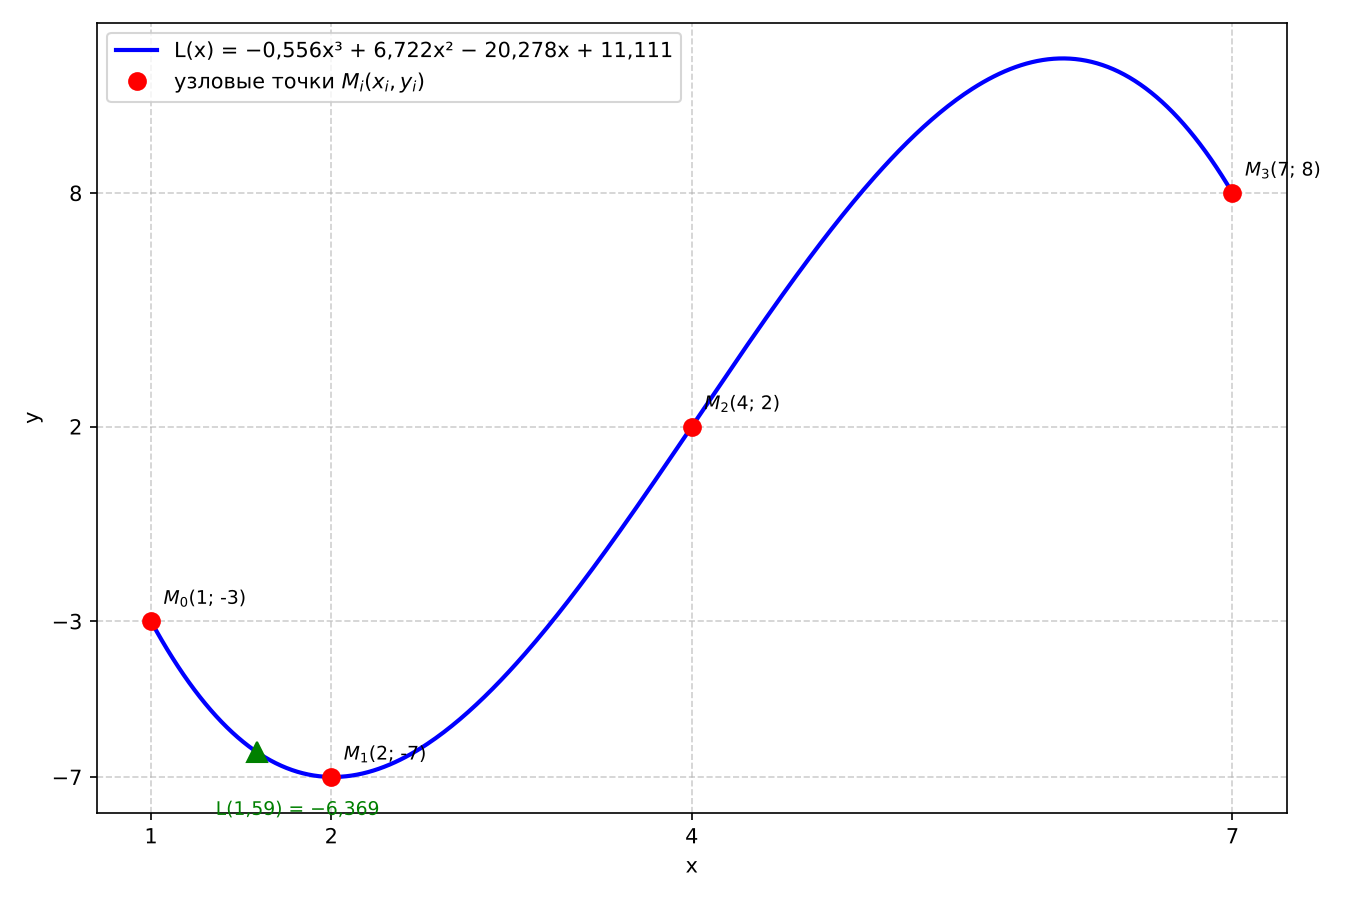 L(x) = −0,556x³ + 6,722x² − 20,278x + 11,111
узловые точки Mᵢ(xᵢ, yᵢ)
M₃(7; 8)
8
M₂(4; 2)
y
2
M₀(1; -3)
−3
M₁(2; -7)
−7
L(1,59) = −6,369
1
2
4
7
x